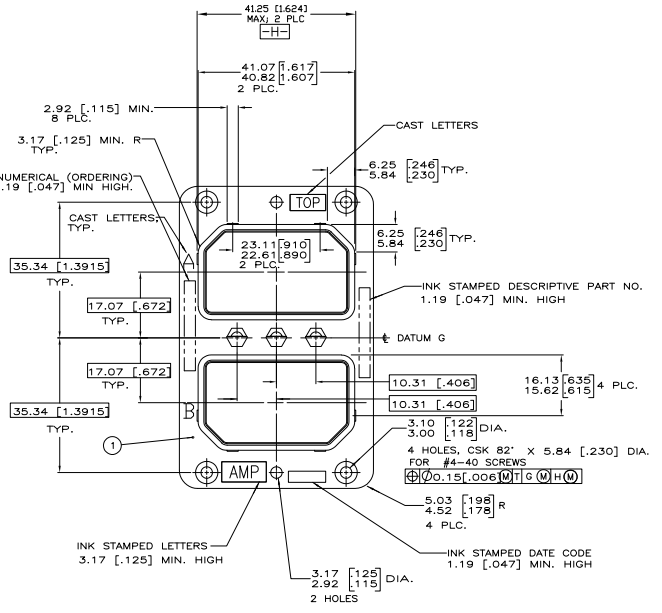 41.25 [1.624]
MAX; 2 PLC
-H-
41.07 [1.617]
40.82 [1.607]
2 PLC.
2.92 [.115] MIN.
8 PLC.
3.17 [.125] MIN. R
TYP.
CAST LETTERS
6.25 [.246] TYP.
5.84 [.230]
NUMERICAL (ORDERING)
.19 [.047] MIN HIGH.
TOP
CAST LETTERS,
TYP.
6.25 [.246] TYP.
5.84 [.230]
23.11 [.910]
22.61 [.890]
2 PLC.
A
35.34 [1.3915]
TYP.
INK STAMPED DESCRIPTIVE PART NO.
1.19 [.047] MIN. HIGH
17.07 [.672]
TYP.
℄ DATUM G
17.07 [.672]
TYP.
10.31 [.406]
16.13 [.635] 4 PLC.
15.62 [.615]
10.31 [.406]
35.34 [1.3915]
TYP.
B
3.10 [.122] DIA.
3.00 [.118]
1
4 HOLES, CSK 82° X 5.84 [.230] DIA.
FOR #4-40 SCREWS
⌖ ∅0.15[.006]Ⓜ T G Ⓜ H Ⓜ
AMP
5.03 [.198] R
4.52 [.178]
4 PLC.
INK STAMPED LETTERS
3.17 [.125] MIN. HIGH
INK STAMPED DATE CODE
1.19 [.047] MIN. HIGH
3.17 [.125] DIA.
2.92 [.115]
2 HOLES